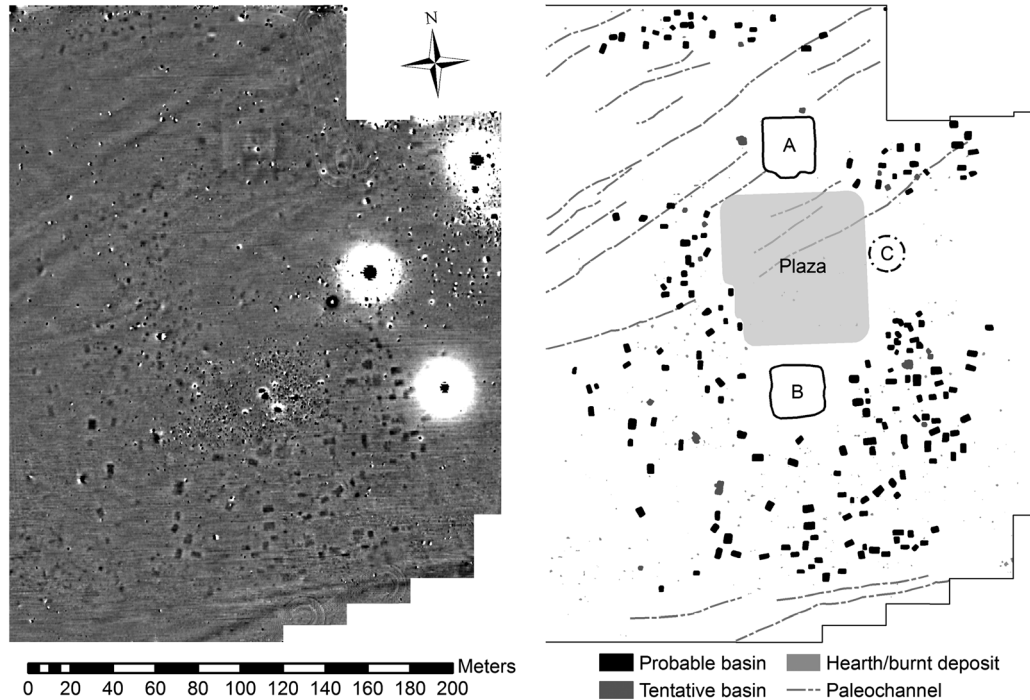 N
A
C
Plaza
B
Meters
0 20 40 60 80 100 120 140 160 180 200
Probable basin
Hearth/burnt deposit
Tentative basin
Paleochannel